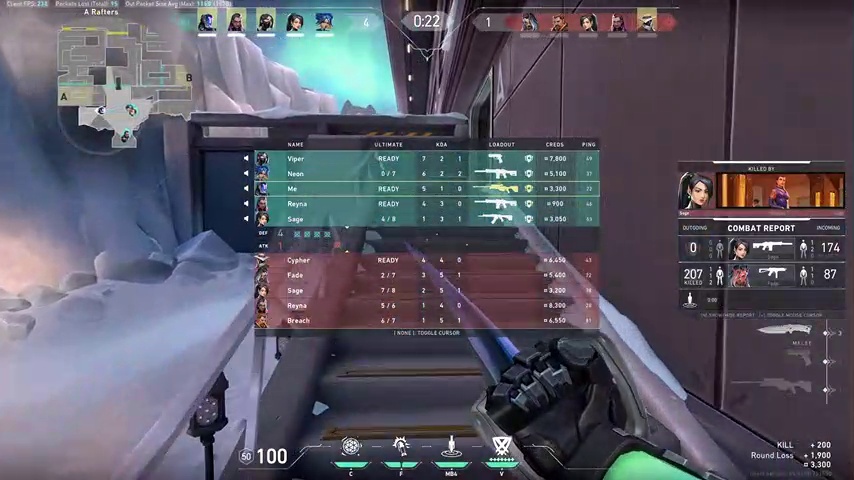 A Rafters
4
0:22
1
A
B
NAME ULTIMATE KDA LOADOUT CREDS PING
Viper READY 7 2 1 7,800
Neon 0 / 7 6 2 2 5,100
Me READY 5 1 0 3,300
Reyna READY 4 3 0 900
Sage 4 / 8 1 3 1 3,050
DEF 4
ATK 1
Cypher READY 4 4 0 6,450
Fade 2 / 7 3 5 1 5,400
Sage 7 / 8 2 5 1 3,200
Reyna 5 / 6 1 4 0 8,300
Breach 6 / 7 1 5 1 6,550
KILLED BY
Sage
OUTGOING COMBAT REPORT INCOMING
0 174
207 KILLED 87
MELEE
50 100
C F MB4 V
KILL + 200
Round Loss + 1,900
3,300